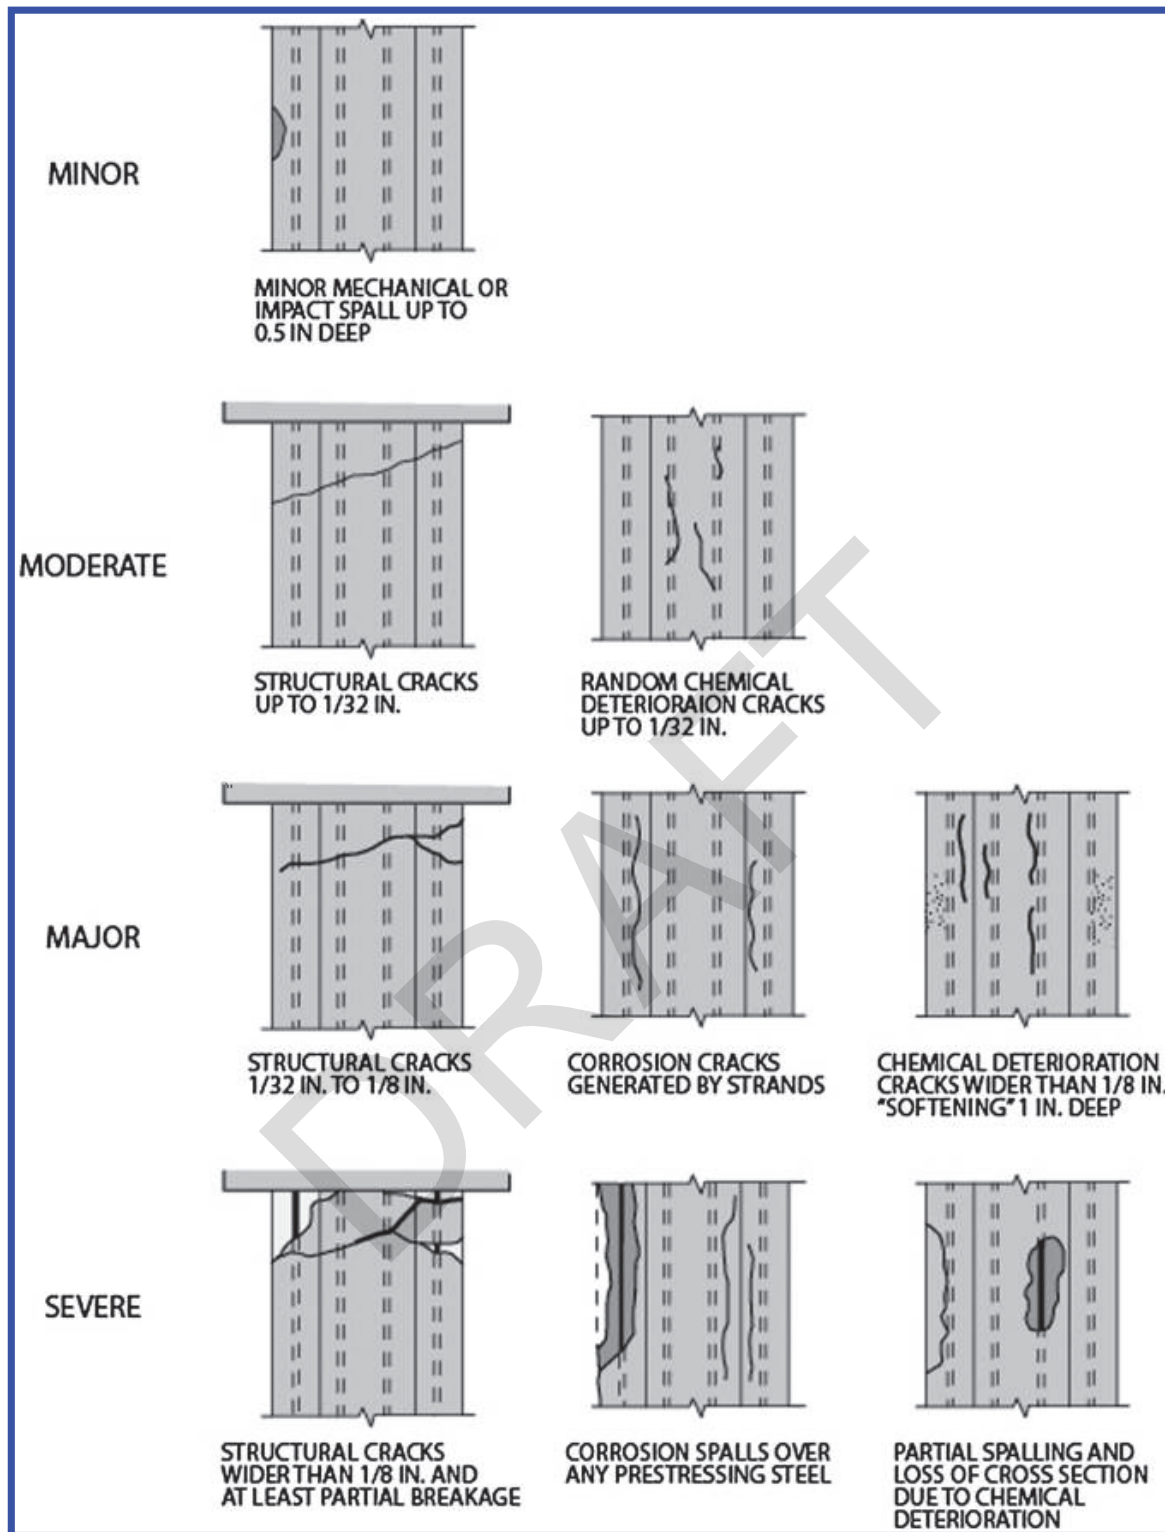 MINOR
MINOR MECHANICAL OR
IMPACT SPALL UP TO
0.5 IN DEEP
MODERATE
STRUCTURAL CRACKS
UP TO 1/32 IN.
RANDOM CHEMICAL
DETERIORAION CRACKS
UP TO 1/32 IN.
MAJOR
STRUCTURAL CRACKS
1/32 IN. TO 1/8 IN.
CORROSION CRACKS
GENERATED BY STRANDS
CHEMICAL DETERIORATION
CRACKS WIDER THAN 1/8 IN.
"SOFTENING" 1 IN. DEEP
SEVERE
STRUCTURAL CRACKS
WIDER THAN 1/8 IN. AND
AT LEAST PARTIAL BREAKAGE
CORROSION SPALLS OVER
ANY PRESTRESSING STEEL
PARTIAL SPALLING AND
LOSS OF CROSS SECTION
DUE TO CHEMICAL
DETERIORATION
DRAFT